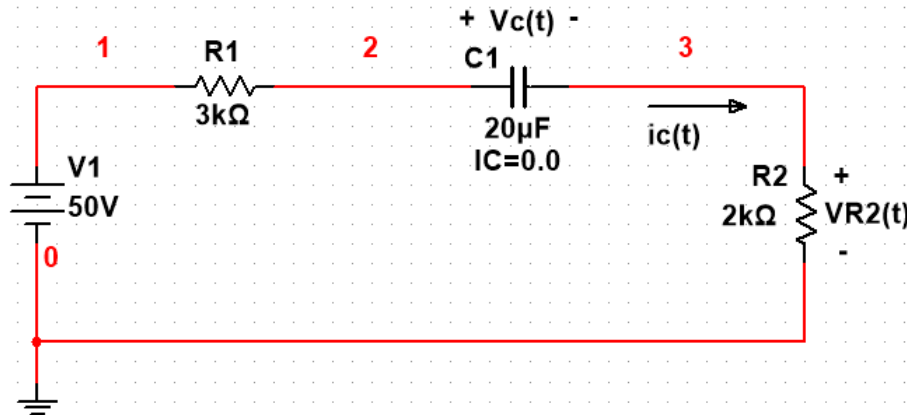 + Vc(t) -
1
R1
2
C1
3
3kΩ
20µF
IC=0.0
ic(t)
V1
50V
R2
2kΩ
+
VR2(t)
-
0